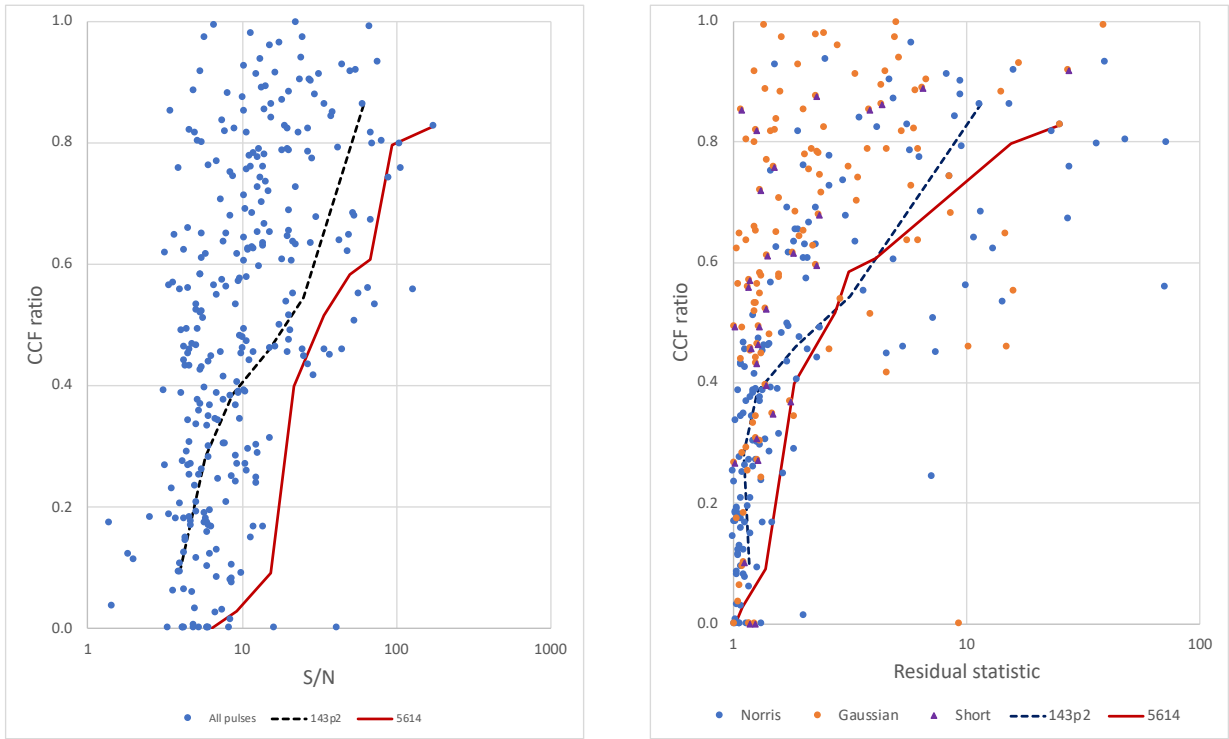 1.0
0.8
0.6
0.4
0.2
0.0
CCF ratio
1 10 100 1000
S/N
All pulses 143p2 5614
1.0
0.8
0.6
0.4
0.2
0.0
CCF ratio
1 10 100
Residual statistic
Norris Gaussian Short 143p2 5614